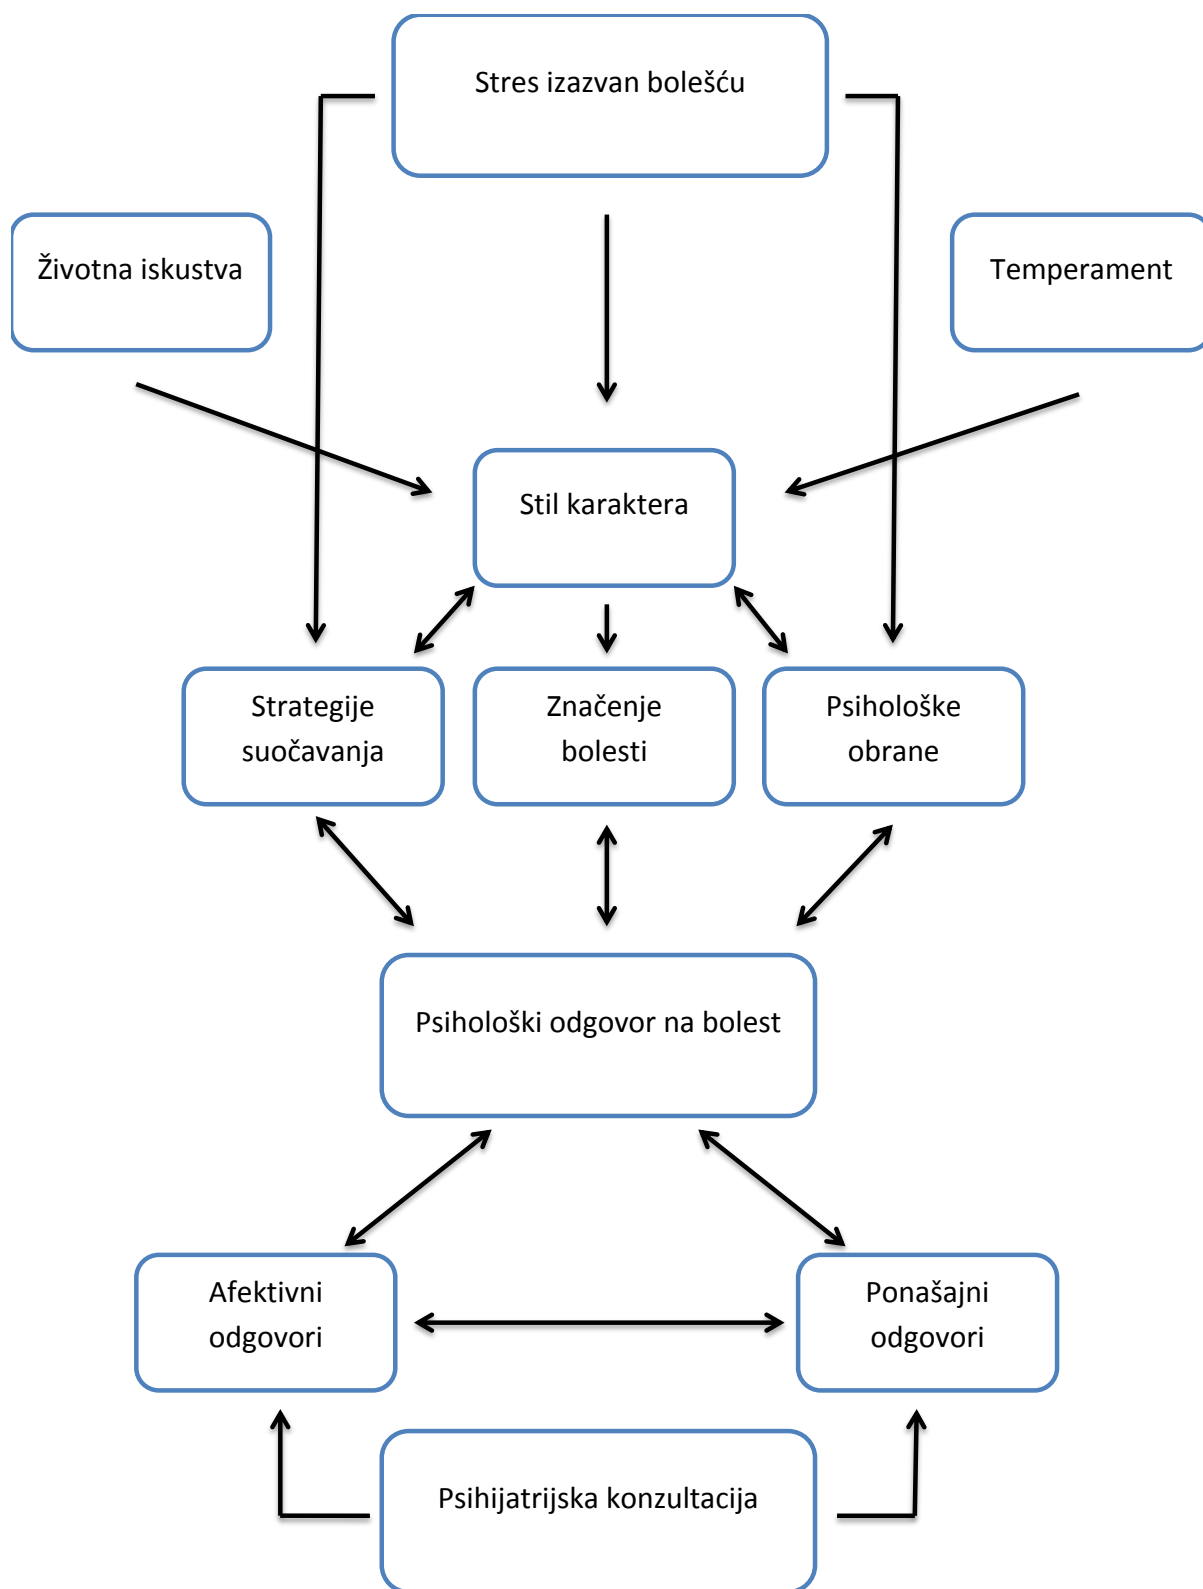 Stres izazvan bolešću
Životna iskustva
Temperament
Stil karaktera
Strategije
suočavanja
Značenje
bolesti
Psihološke
obrane
Psihološki odgovor na bolest
Afektivni
odgovori
Ponašajni
odgovori
Psihijatrijska konzultacija